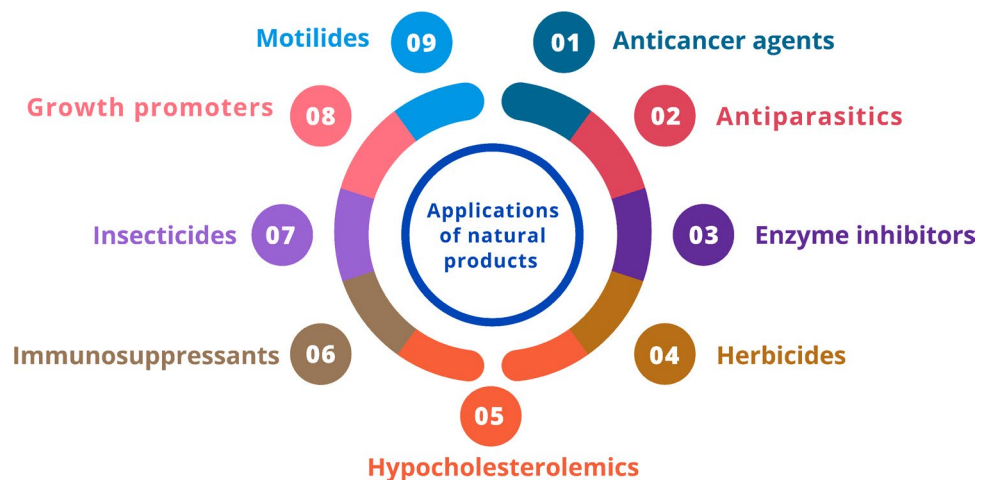 Applications
of natural
products
01 Anticancer agents
02 Antiparasitics
03 Enzyme inhibitors
04 Herbicides
05
Hypocholesterolemics
Immunosuppressants 06
Insecticides 07
Growth promoters 08
Motilides 09